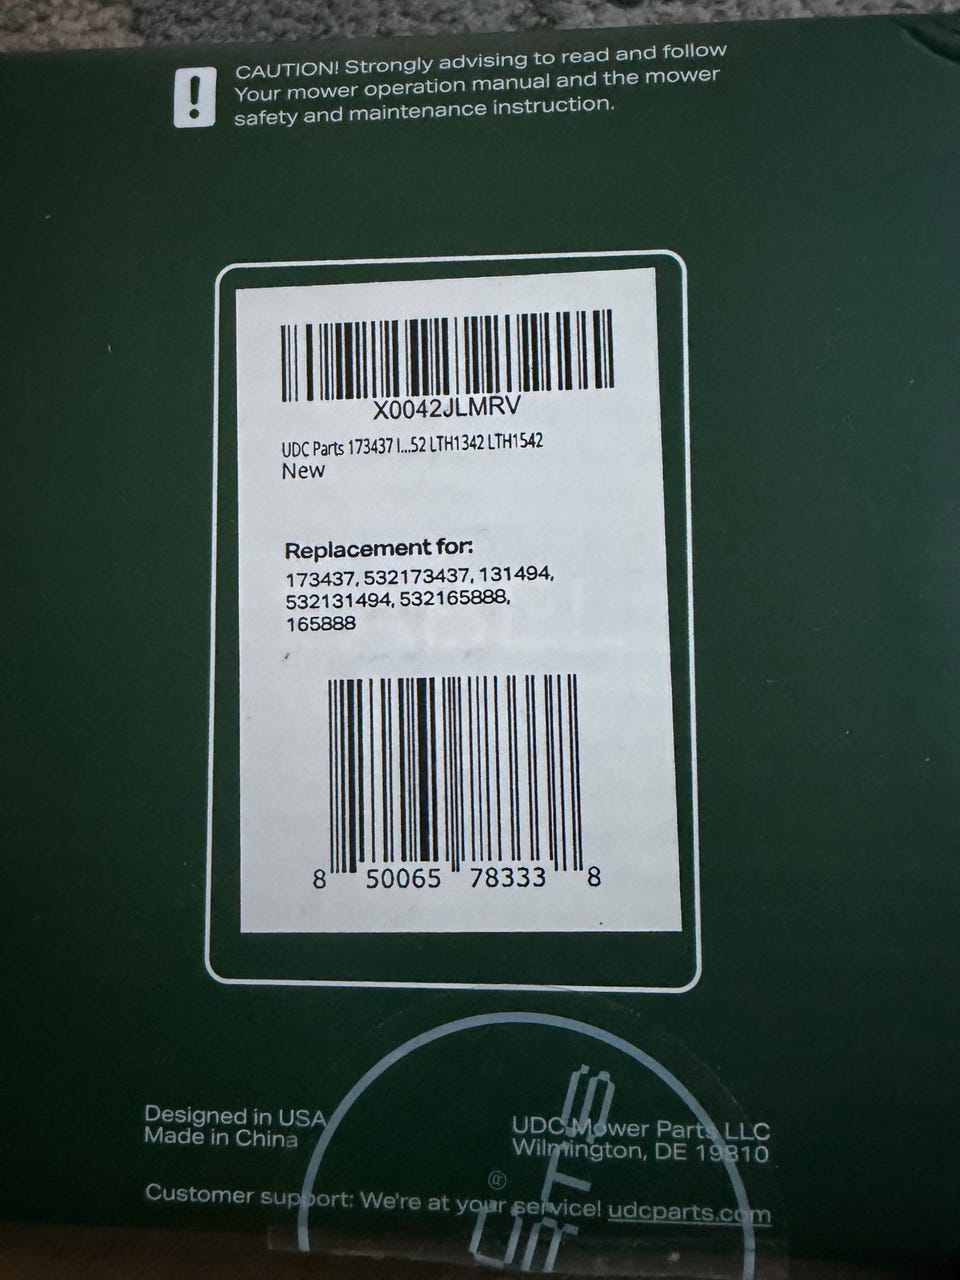 CAUTION! Strongly advising to read and follow
Your mower operation manual and the mower
safety and maintenance instruction.
X0042JLMRV
UDC Parts 173437 l...52 LTH1342 LTH1542
New
Replacement for:
173437, 532173437, 131494,
532131494, 532165888,
165888
8 50065 78333 8
Designed in USA
Made in China
UDC Mower Parts LLC
Wilmington, DE 19810
Customer support: We're at your service! udcparts.com